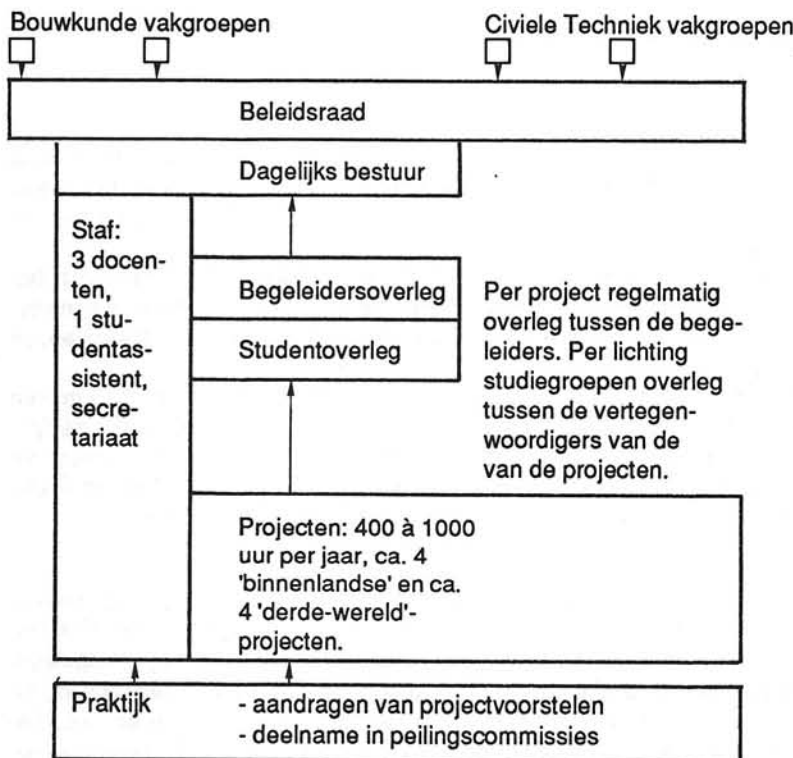 Bouwkunde vakgroepen
Civiele Techniek vakgroepen
Beleidsraad
Dagelijks bestuur
Staf:
3 docen-
ten,
1 stu-
dentas-
sistent,
secre-
tariaat
Begeleidersoverleg
Studentoverleg
Per project regelmatig
overleg tussen de bege-
leiders. Per lichting
studiegroepen overleg
tussen de vertegen-
woordigers van de
van de projecten.
Projecten: 400 à 1000
uur per jaar, ca. 4
'binnenlandse' en ca.
4 'derde-wereld'-
projecten.
Praktijk
- aandragen van projectvoorstelen
- deelname in peilingscommissies